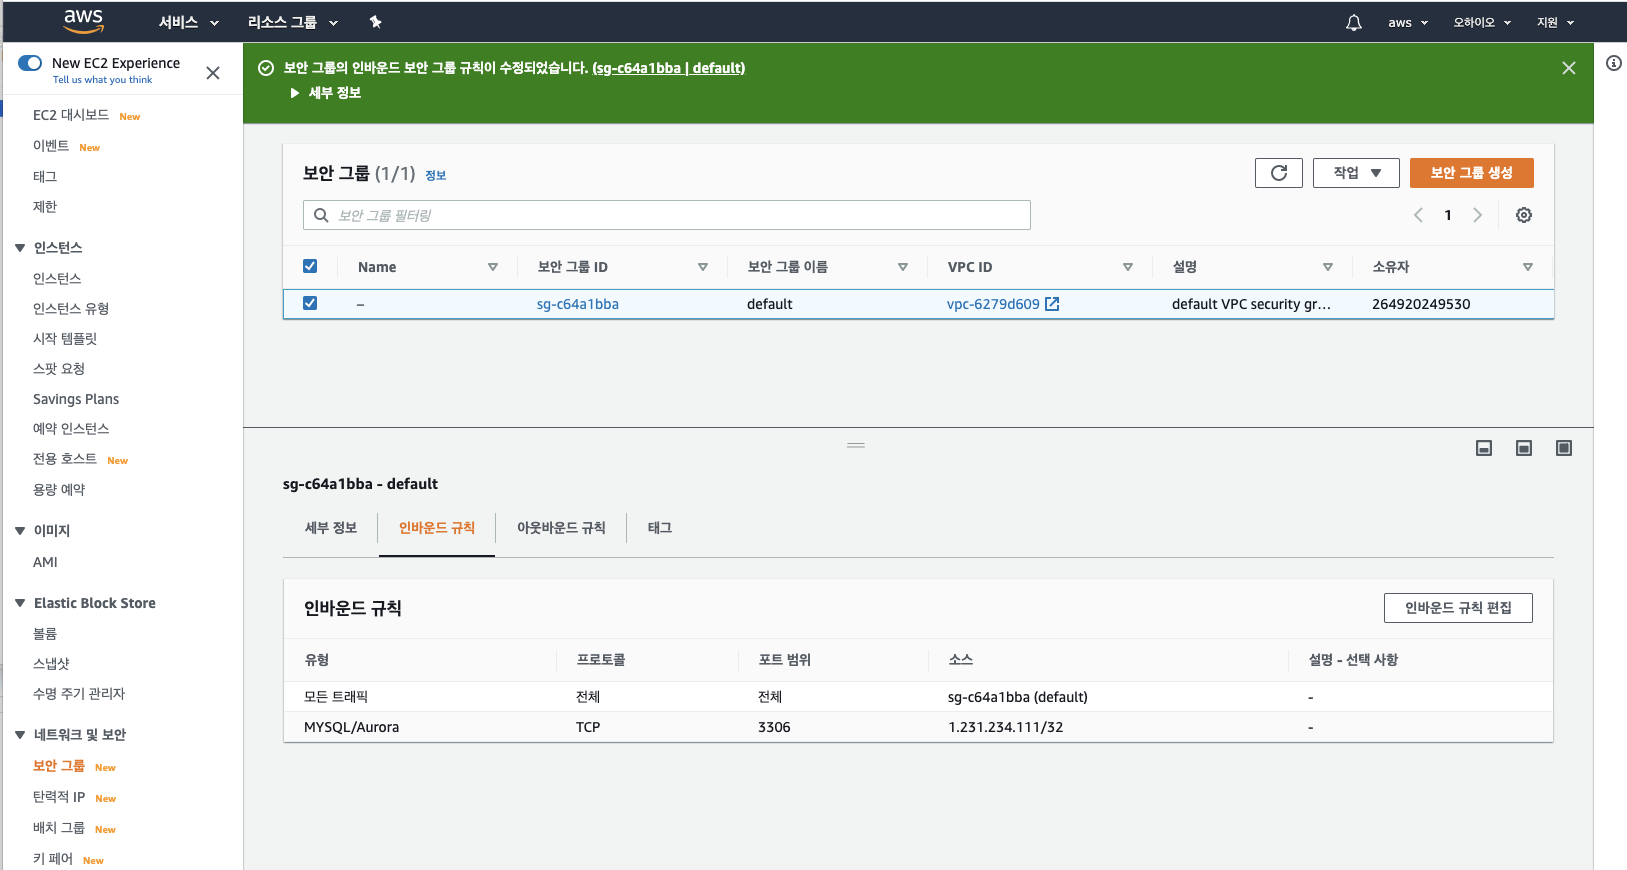 aws 서비스 리소스 그룹 aws 오하이오 지원
New EC2 Experience
Tell us what you think
EC2 대시보드 New
이벤트 New
태그
제한
인스턴스
인스턴스
인스턴스 유형
시작 템플릿
스팟 요청
Savings Plans
예약 인스턴스
전용 호스트 New
용량 예약
이미지
AMI
Elastic Block Store
볼륨
스냅샷
수명 주기 관리자
네트워크 및 보안
보안 그룹 New
탄력적 IP New
배치 그룹 New
키 페어 New
보안 그룹의 인바운드 보안 그룹 규칙이 수정되었습니다. (sg-c64a1bba | default)
세부 정보
보안 그룹 (1/1) 정보
작업 보안 그룹 생성
보안 그룹 필터링
1
Name 보안 그룹 ID 보안 그룹 이름 VPC ID 설명 소유자
– sg-c64a1bba default vpc-6279d609 default VPC security gr... 264920249530
sg-c64a1bba - default
세부 정보 인바운드 규칙 아웃바운드 규칙 태그
인바운드 규칙 인바운드 규칙 편집
유형 프로토콜 포트 범위 소스 설명 - 선택 사항
모든 트래픽 전체 전체 sg-c64a1bba (default) -
MYSQL/Aurora TCP 3306 1.231.234.111/32 -